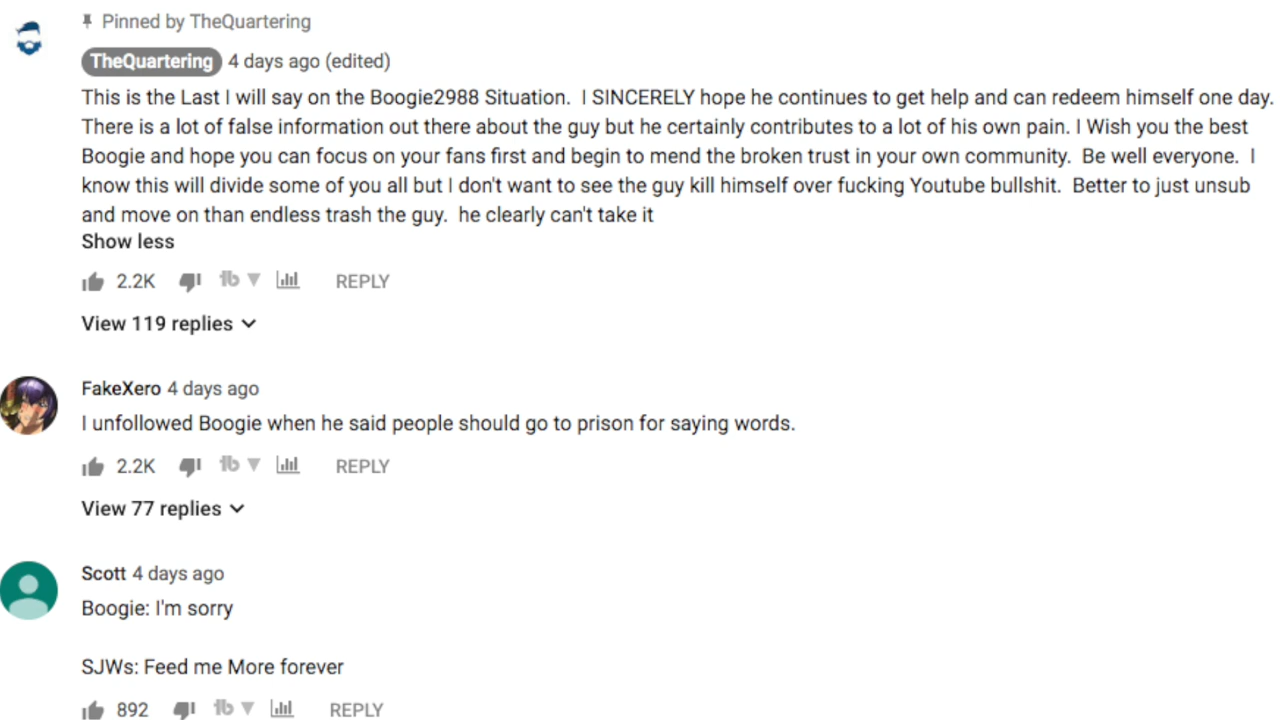 Pinned by TheQuartering
TheQuartering 4 days ago (edited)
This is the Last I will say on the Boogie2988 Situation.  I SINCERELY hope he continues to get help and can redeem himself one day.
There is a lot of false information out there about the guy but he certainly contributes to a lot of his own pain. I Wish you the best
Boogie and hope you can focus on your fans first and begin to mend the broken trust in your own community.  Be well everyone.  I
know this will divide some of you all but I don't want to see the guy kill himself over fucking Youtube bullshit.  Better to just unsub
and move on than endless trash the guy.  he clearly can't take it
Show less
2.2K tb REPLY
View 119 replies
FakeXero 4 days ago
I unfollowed Boogie when he said people should go to prison for saying words.
2.2K tb REPLY
View 77 replies
Scott 4 days ago
Boogie: I'm sorry
SJWs: Feed me More forever
892 tb REPLY